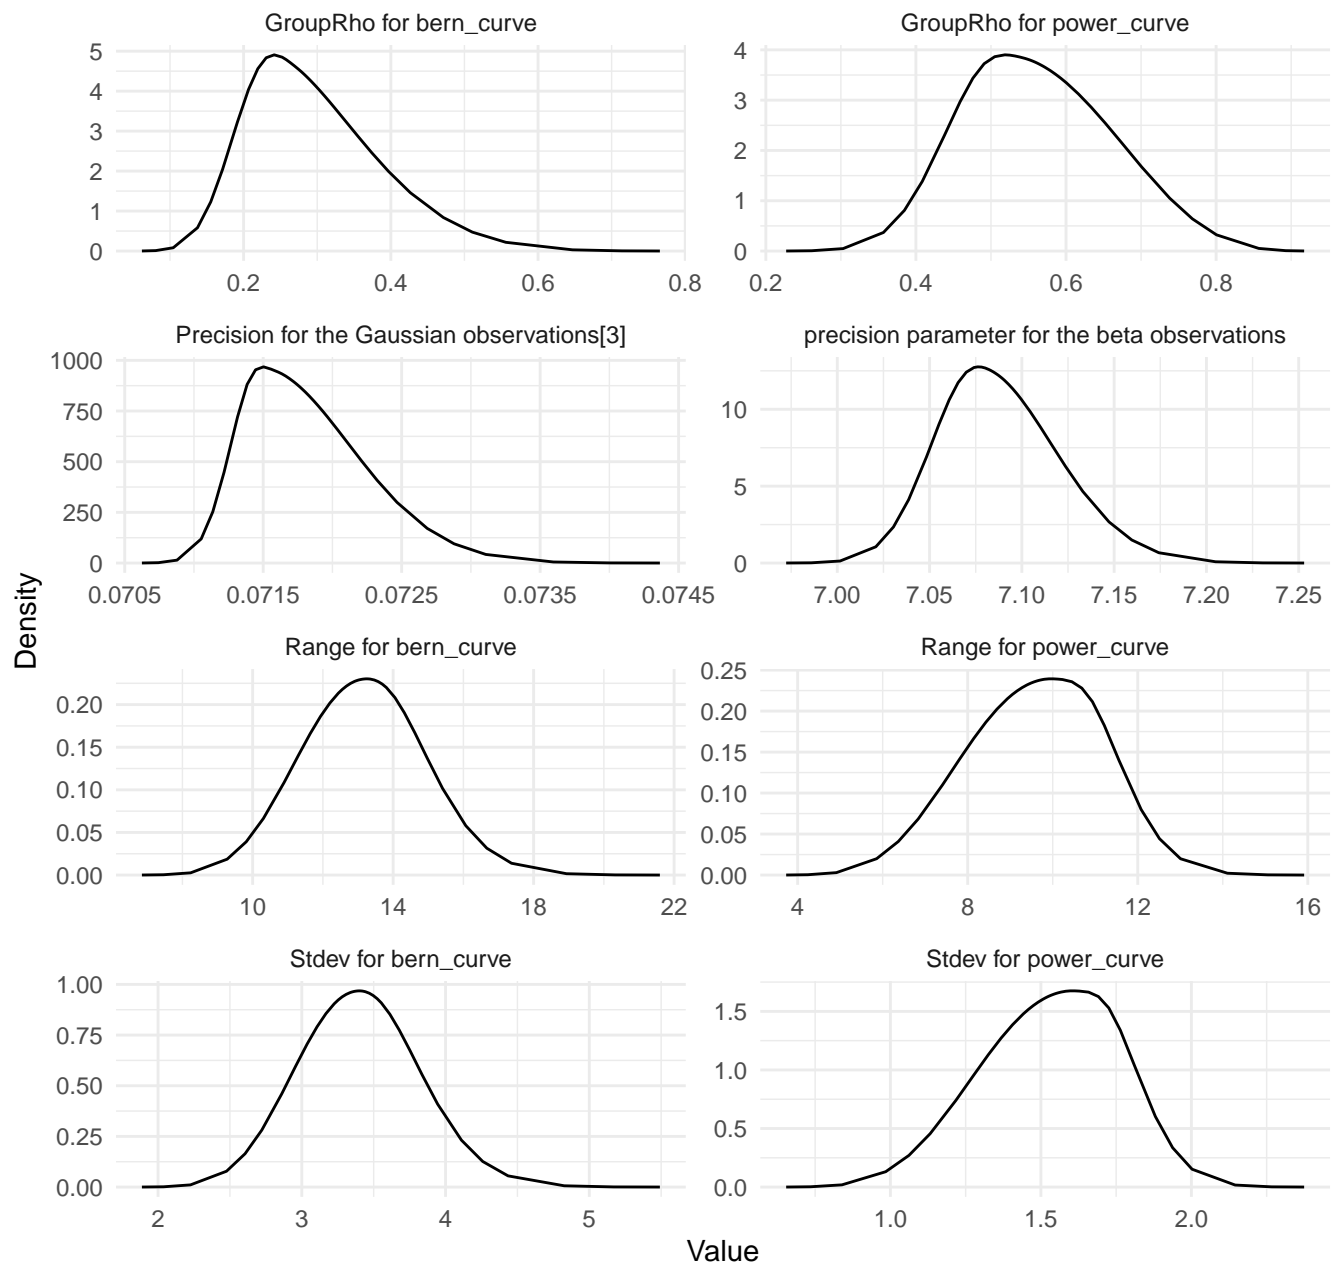 GroupRho for bern_curve
GroupRho for power_curve
5
4
3
2
1
0
0.2 0.4 0.6 0.8
4
3
2
1
0
0.2 0.4 0.6 0.8
Precision for the Gaussian observations[3]
precision parameter for the beta observations
1000
750
500
250
0
0.0705 0.0715 0.0725 0.0735 0.0745
10
5
0
7.00 7.05 7.10 7.15 7.20 7.25
Density
Range for bern_curve
Range for power_curve
0.20
0.15
0.10
0.05
0.00
10 14 18 22
0.25
0.20
0.15
0.10
0.05
0.00
4 8 12 16
Stdev for bern_curve
Stdev for power_curve
1.00
0.75
0.50
0.25
0.00
2 3 4 5
1.5
1.0
0.5
0.0
1.0 1.5 2.0
Value